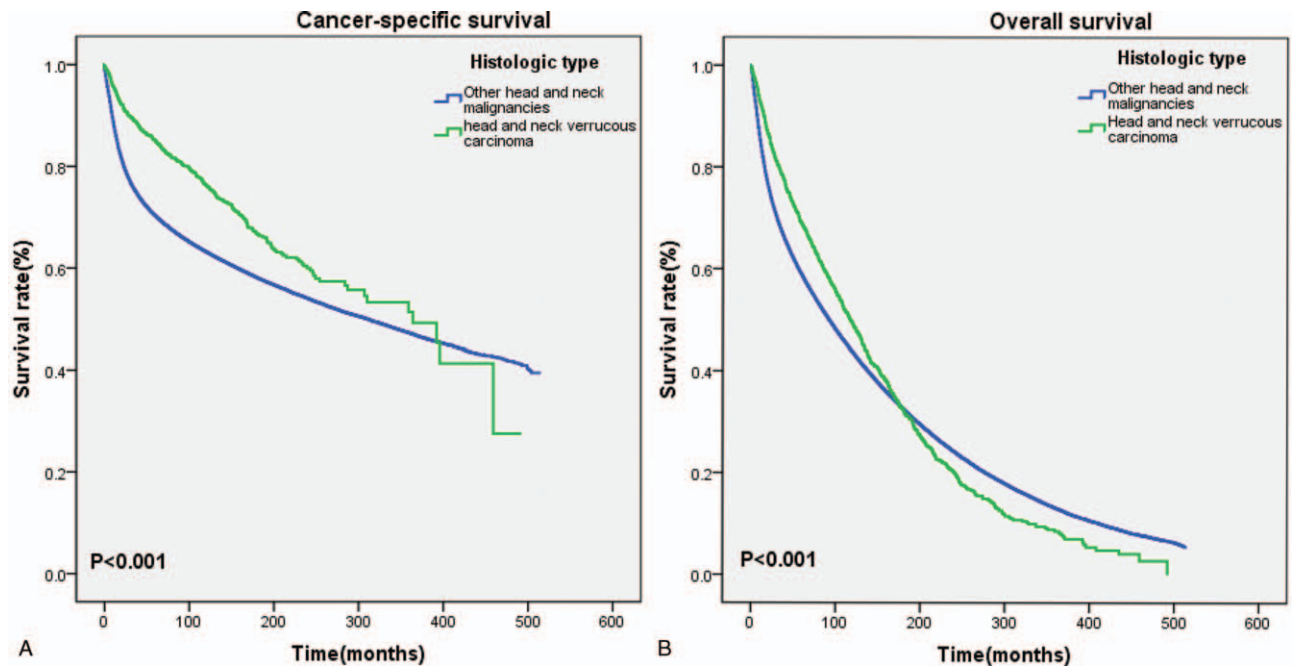 Cancer-specific survival
Histologic type
Other head and neck
malignancies
head and neck verrucous
carcinoma
Survival rate(%)
1.0
0.8
0.6
0.4
0.2
0.0
P<0.001
0 100 200 300 400 500 600
Time(months)
A
Overall survival
Histologic type
Other head and neck
malignancies
Head and neck verrucous
carcinoma
Survival rate(%)
1.0
0.8
0.6
0.4
0.2
0.0
P<0.001
0 100 200 300 400 500 600
Time(months)
B